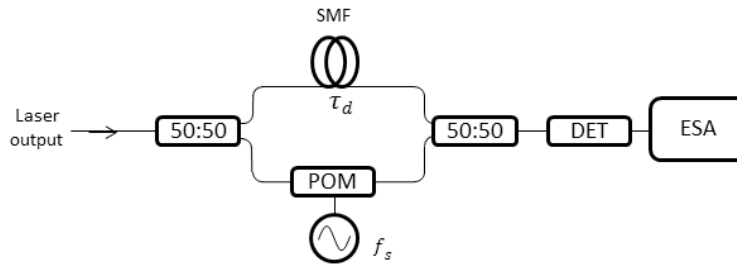 SMF
τ_d
Laser
output
50:50
50:50
DET
ESA
POM
f_s